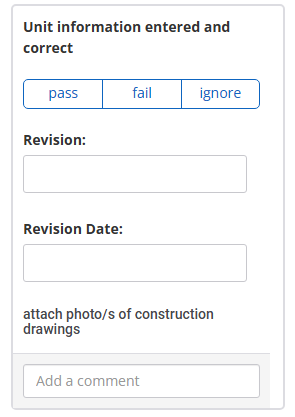 Unit information entered and
correct
pass fail ignore
Revision:
Revision Date:
attach photo/s of construction
drawings
Add a comment